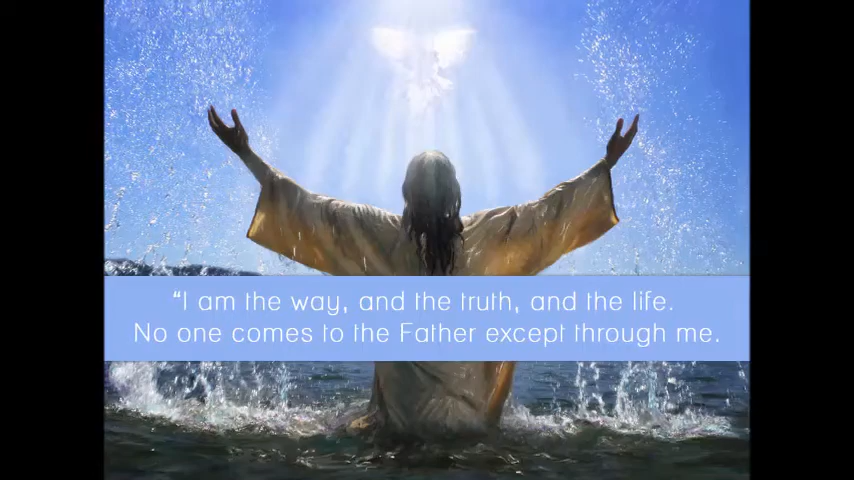 “I am the way, and the truth, and the life.
No one comes to the Father except through me.